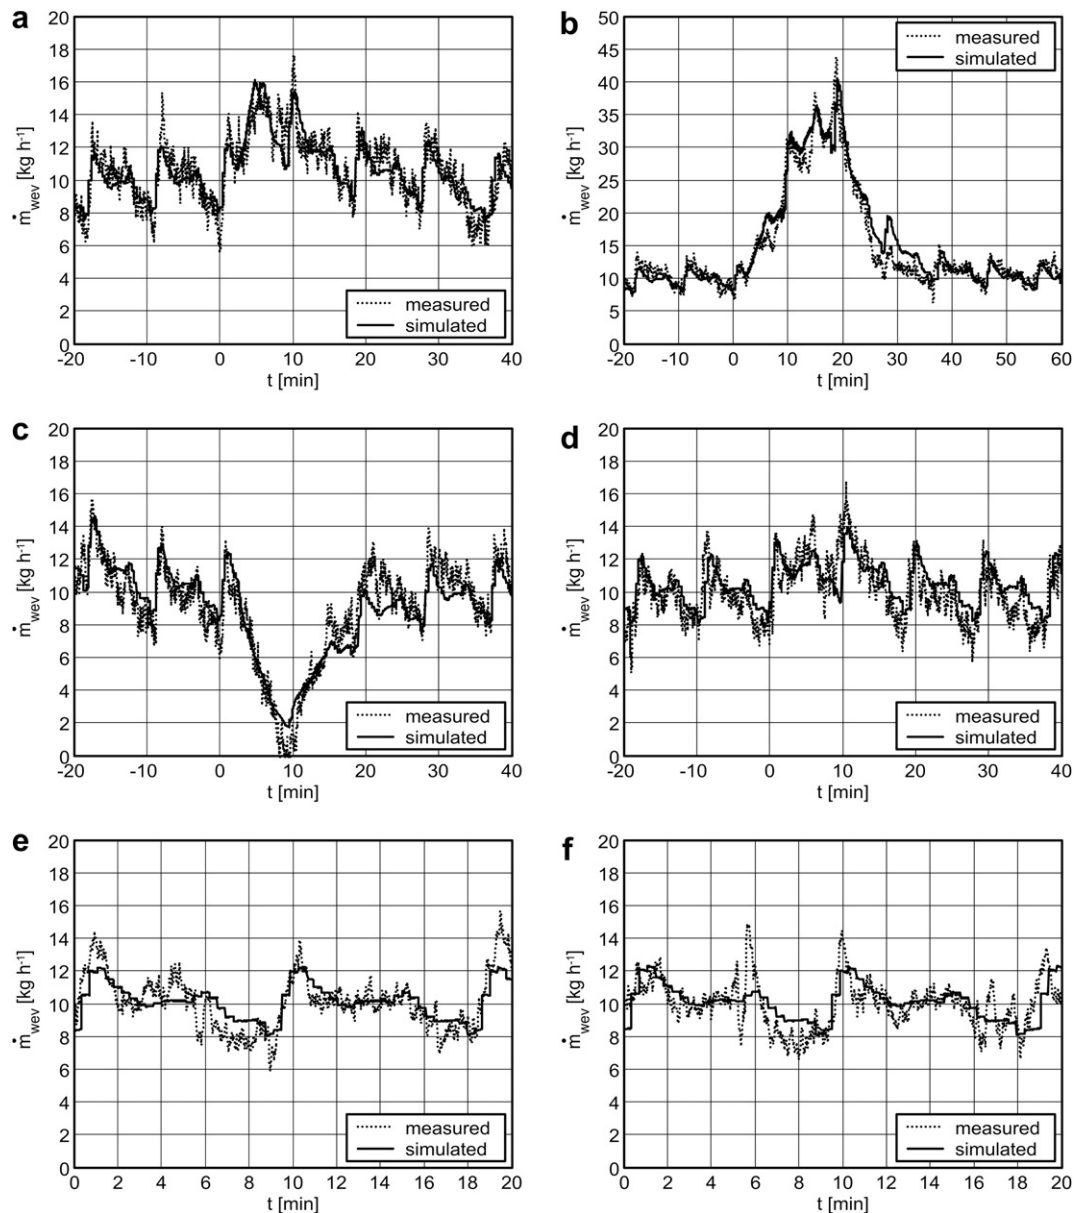 a
20
18
16
14
12
10
8
6
4
2
0
ṁwev [kg h-1]
measured
simulated
-20 -10 0 10 20 30 40
t [min]
b
50
45
40
35
30
25
20
15
10
5
0
ṁwev [kg h-1]
measured
simulated
-20 -10 0 10 20 30 40 50 60
t [min]
c
20
18
16
14
12
10
8
6
4
2
0
ṁwev [kg h-1]
measured
simulated
-20 -10 0 10 20 30 40
t [min]
d
20
18
16
14
12
10
8
6
4
2
0
ṁwev [kg h-1]
measured
simulated
-20 -10 0 10 20 30 40
t [min]
e
20
18
16
14
12
10
8
6
4
2
0
ṁwev [kg h-1]
measured
simulated
0 2 4 6 8 10 12 14 16 18 20
t [min]
f
20
18
16
14
12
10
8
6
4
2
0
ṁwev [kg h-1]
measured
simulated
0 2 4 6 8 10 12 14 16 18 20
t [min]